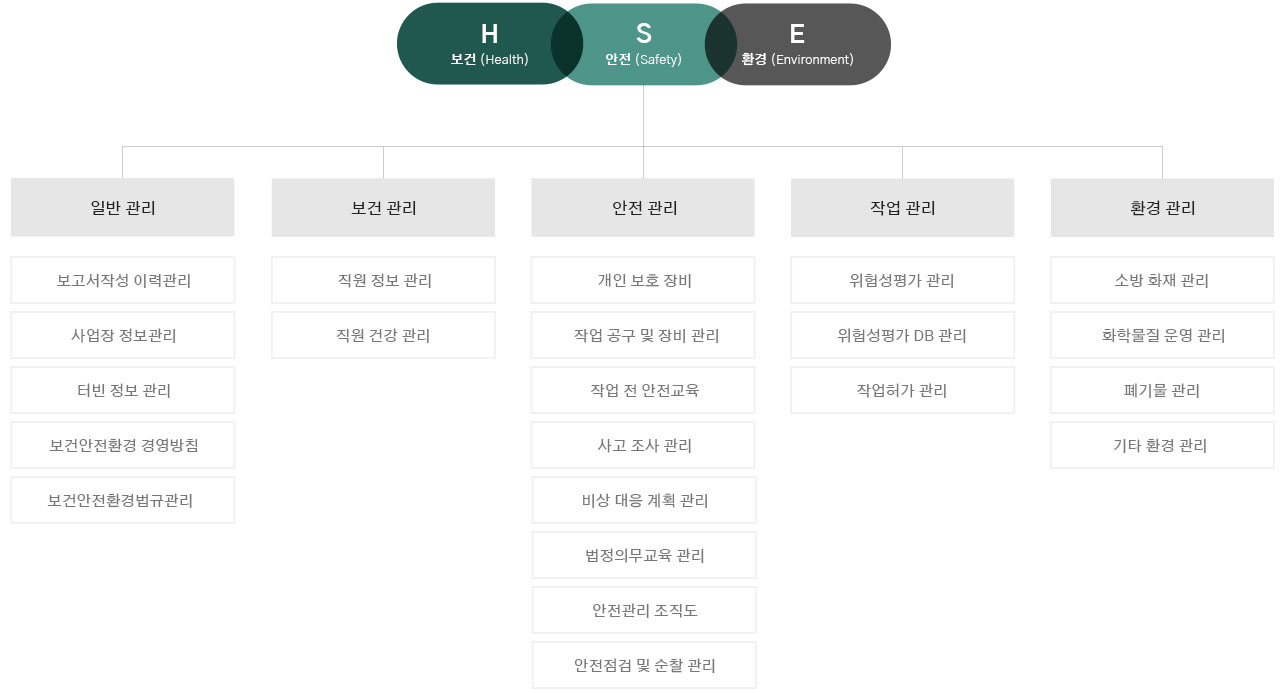 H
보건 (Health)
S
안전 (Safety)
E
환경 (Environment)
일반 관리
보고서작성 이력관리
사업장 정보관리
터빈 정보 관리
보건안전환경 경영방침
보건안전환경법규관리
보건 관리
직원 정보 관리
직원 건강 관리
안전 관리
개인 보호 장비
작업 공구 및 장비 관리
작업 전 안전교육
사고 조사 관리
비상 대응 계획 관리
법정의무교육 관리
안전관리 조직도
안전점검 및 순찰 관리
작업 관리
위험성평가 관리
위험성평가 DB 관리
작업허가 관리
환경 관리
소방 화재 관리
화학물질 운영 관리
폐기물 관리
기타 환경 관리